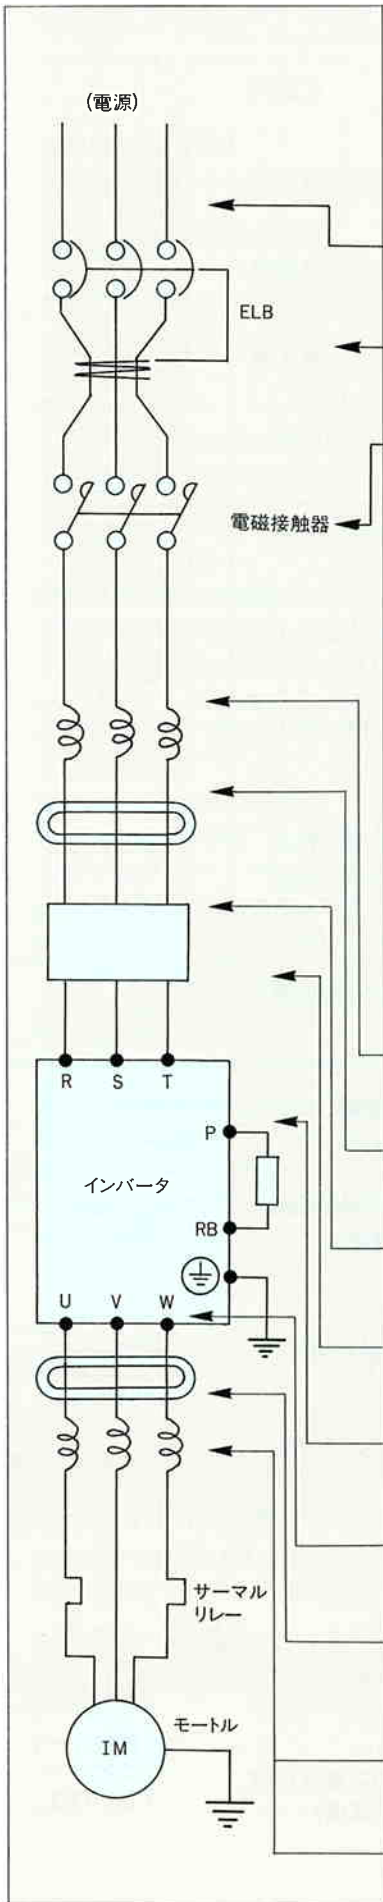 (電源)
ELB
電磁接触器
R S T
P
インバータ
RB
U V W
サーマル
リレー
モートル
IM